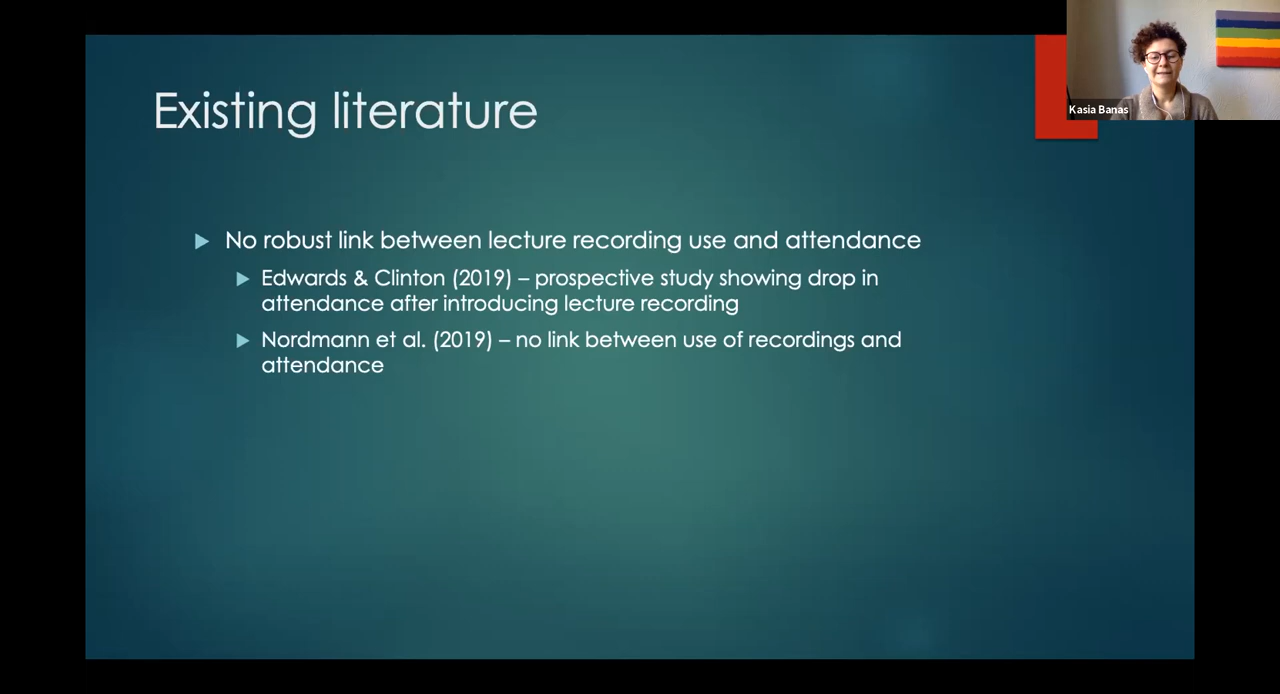 Existing literature
Kasia Banas
No robust link between lecture recording use and attendance
Edwards & Clinton (2019) – prospective study showing drop in
attendance after introducing lecture recording
Nordmann et al. (2019) – no link between use of recordings and
attendance